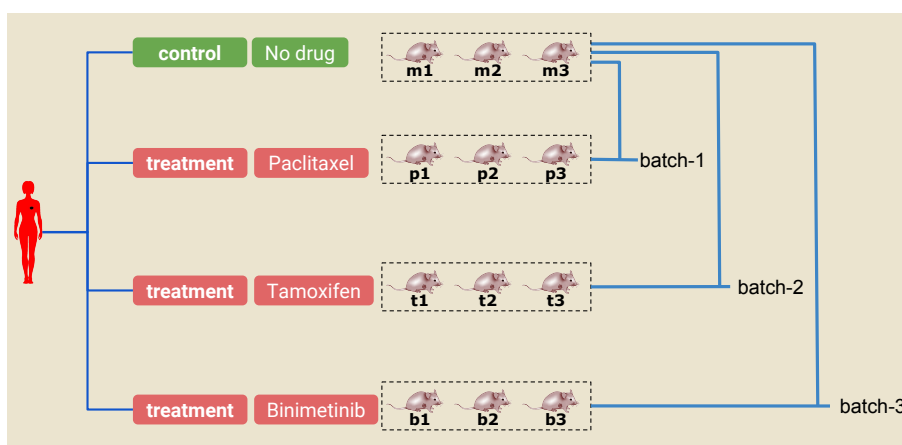 control No drug
m1 m2 m3
treatment Paclitaxel
p1 p2 p3
batch-1
treatment Tamoxifen
t1 t2 t3
batch-2
treatment Binimetinib
b1 b2 b3
batch-3